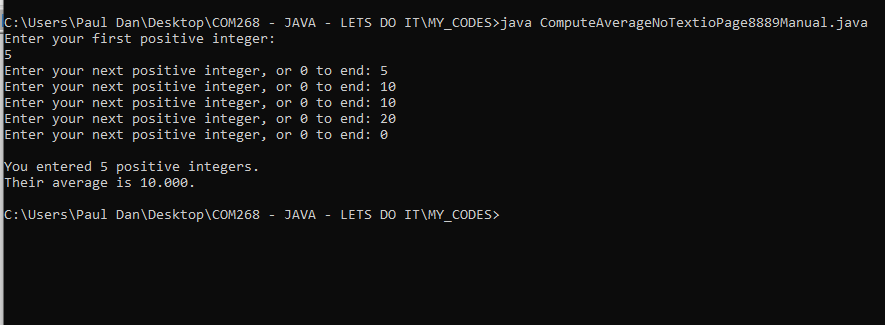 C:\Users\Paul Dan\Desktop\COM268 - JAVA - LETS DO IT\MY_CODES>java ComputeAverageNoTextioPage8889Manual.java
Enter your first positive integer:
5
Enter your next positive integer, or 0 to end: 5
Enter your next positive integer, or 0 to end: 10
Enter your next positive integer, or 0 to end: 10
Enter your next positive integer, or 0 to end: 20
Enter your next positive integer, or 0 to end: 0
You entered 5 positive integers.
Their average is 10.000.
C:\Users\Paul Dan\Desktop\COM268 - JAVA - LETS DO IT\MY_CODES>